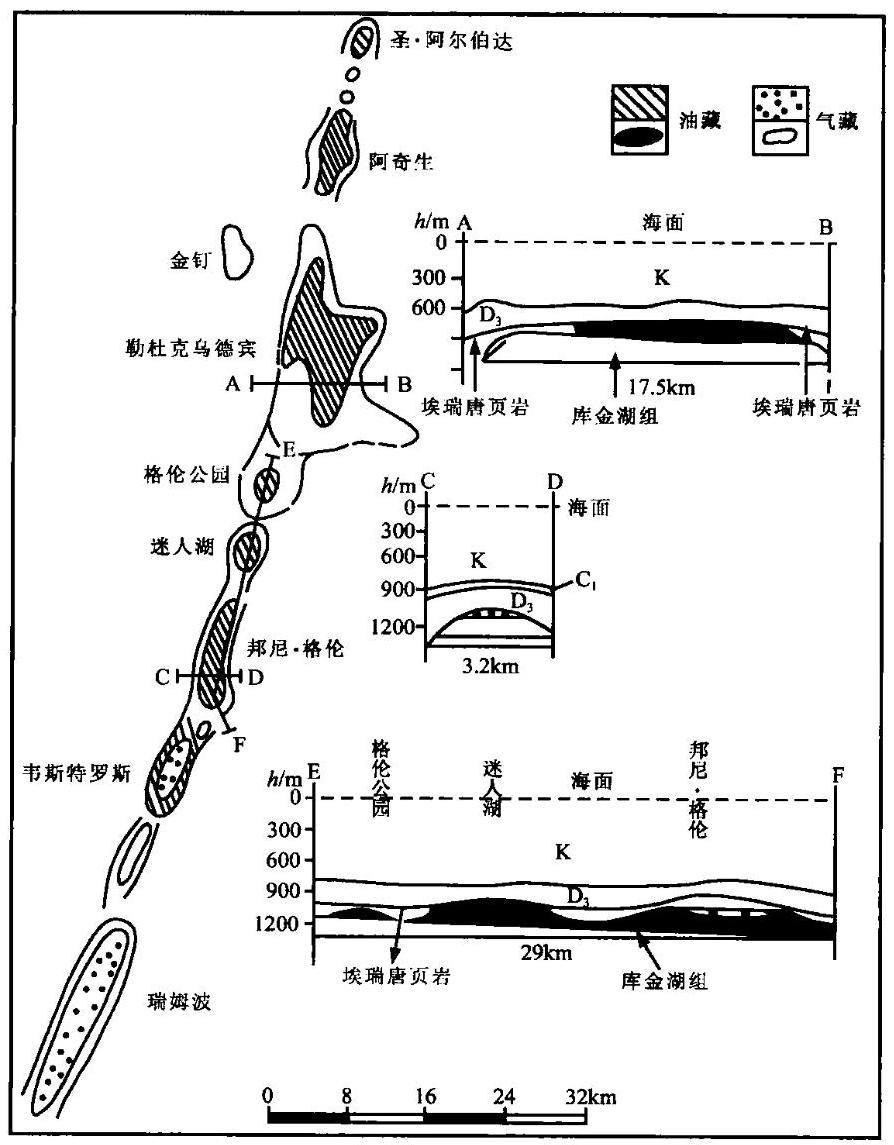 圣·阿尔伯达
油藏
气藏
阿奇生
金钉
勒杜克乌德宾
A
B
h/m
A
海面
B
0
300
600
K
D₃
17.5km
埃瑞唐页岩
库金湖组
埃瑞唐页岩
格伦公园
E
迷人湖
h/m
C
D
0
海面
300
600
900
1200
K
C₁
D₃
3.2km
邦尼·格伦
C
D
F
韦斯特罗斯
h/m
E
格伦公园
迷人湖
海面
邦尼·格伦
F
0
300
600
900
1200
K
D₃
29km
埃瑞唐页岩
库金湖组
瑞姆波
0
8
16
24
32km